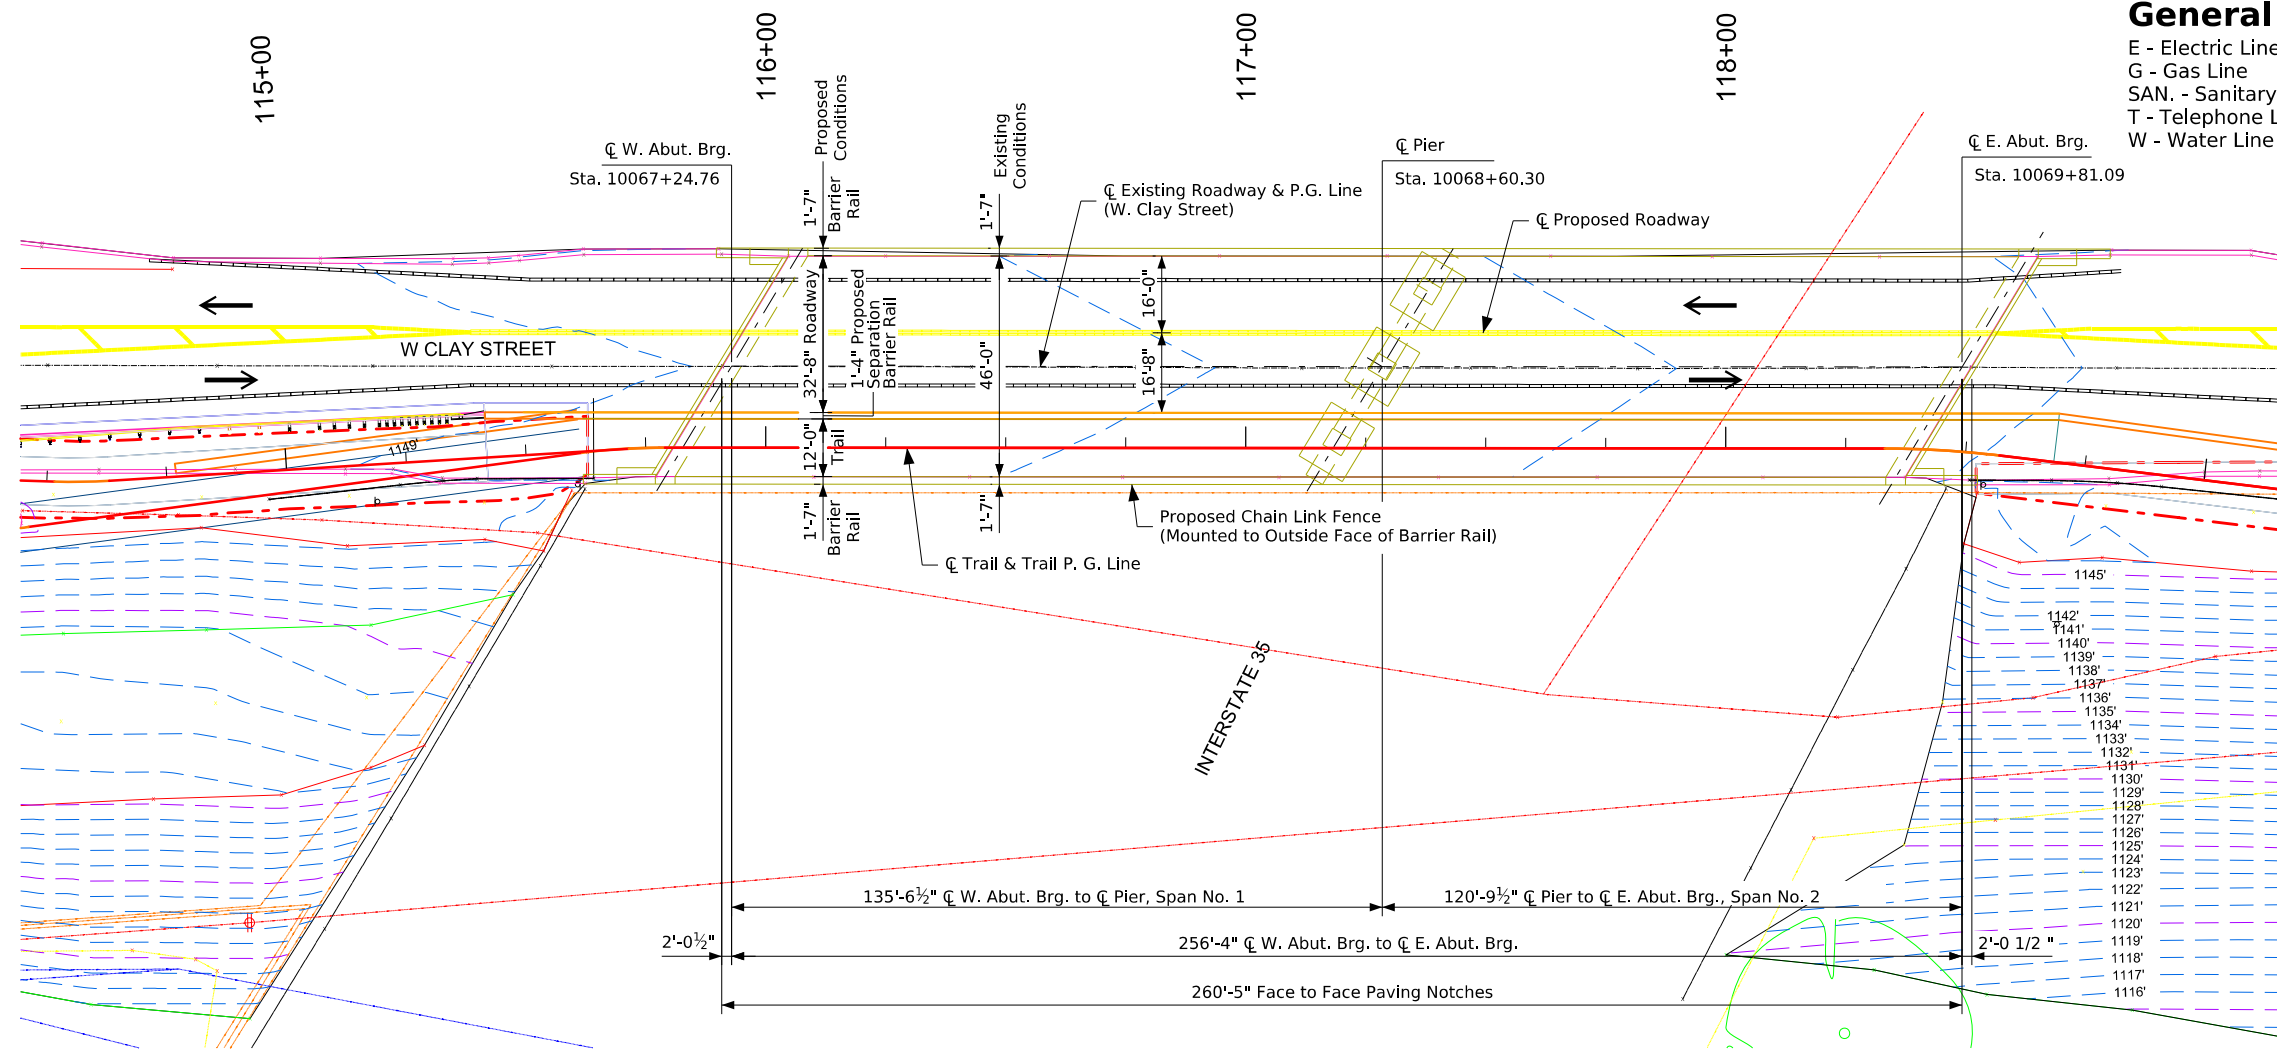 General
E - Electric Line
G - Gas Line
SAN. - Sanitary
T - Telephone L
W - Water Line
115+00
116+00
117+00
118+00
℄ W. Abut. Brg.
Sta. 10067+24.76
Proposed
Conditions
Existing
Conditions
℄ Pier
Sta. 10068+60.30
℄ E. Abut. Brg.
Sta. 10069+81.09
1'-7"
Barrier
Rail
1'-7"
℄ Existing Roadway & P.G. Line
(W. Clay Street)
℄ Proposed Roadway
W CLAY STREET
32'-8" Roadway
1'-4" Proposed
Separation
Barrier Rail
46'-0"
16'-0"
16'-8"
12'-0"
Trail
1149'
1'-7"
Barrier
Rail
1'-7"
Proposed Chain Link Fence
(Mounted to Outside Face of Barrier Rail)
℄ Trail & Trail P. G. Line
INTERSTATE 35
1145'
1142'
1141'
1140'
1139'
1138'
1137'
1136'
1135'
1134'
1133'
1132'
1131'
1130'
1129'
1128'
1127'
1126'
1125'
1124'
1123'
1122'
1121'
1120'
1119'
1118'
1117'
1116'
135'-6½" ℄ W. Abut. Brg. to ℄ Pier, Span No. 1
120'-9½" ℄ Pier to ℄ E. Abut. Brg., Span No. 2
2'-0½"
256'-4" ℄ W. Abut. Brg. to ℄ E. Abut. Brg.
2'-0 1/2 "
260'-5" Face to Face Paving Notches